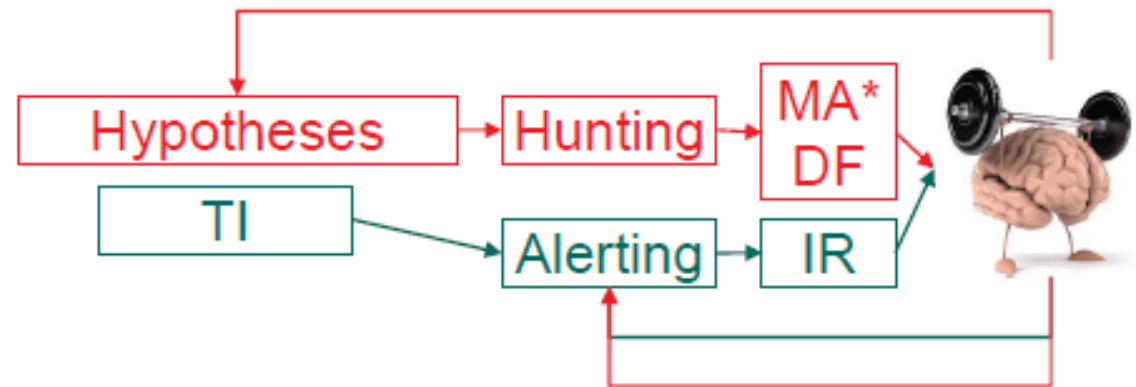 Hypotheses
Hunting
MA*
DF
TI
Alerting
IR